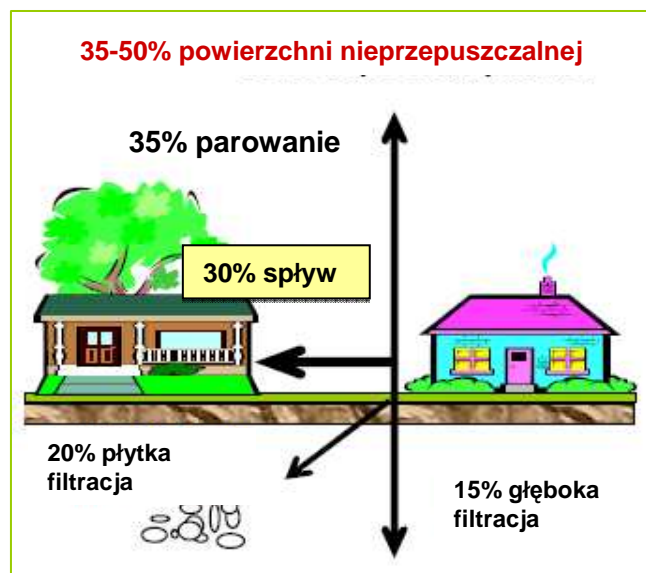 35-50% powierzchni nieprzepuszczalnej
35% parowanie
30% spływ
20% płytka
filtracja
15% głęboka
filtracja